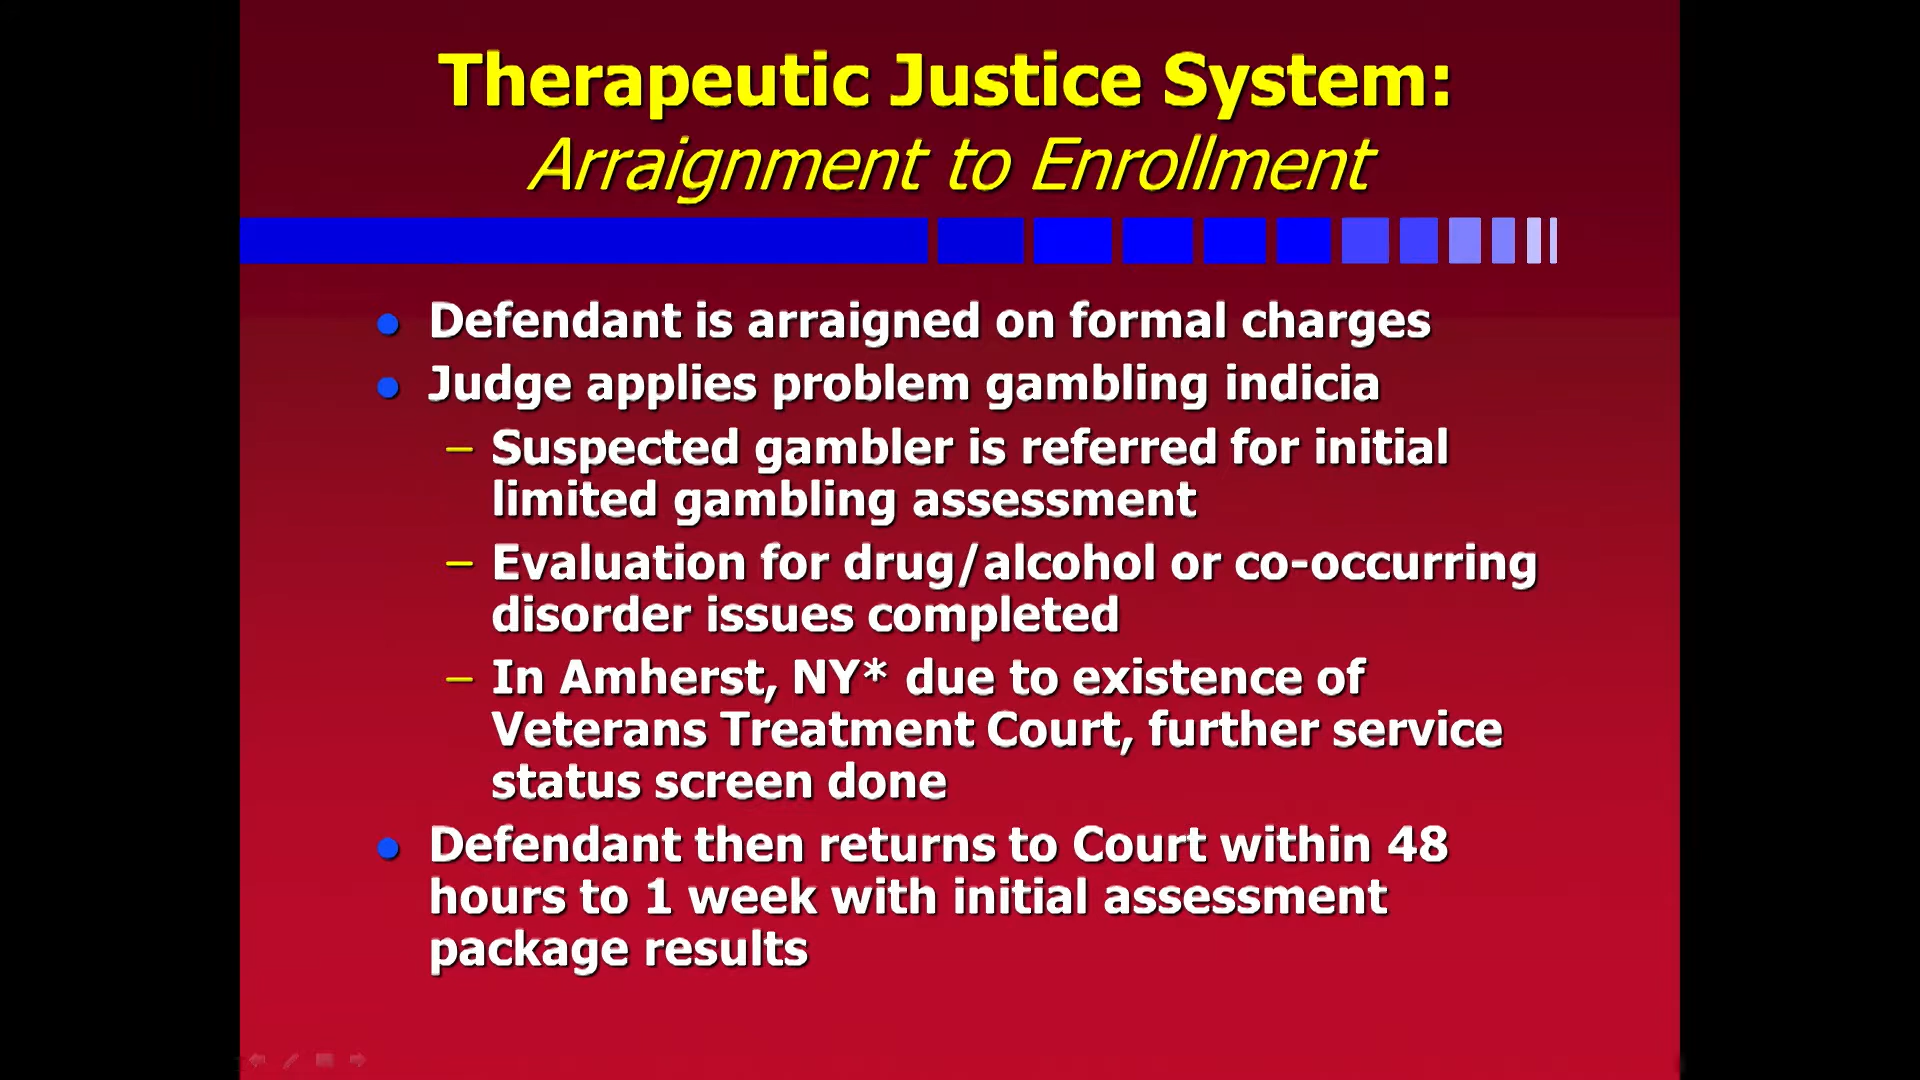 Therapeutic Justice System:
Arraignment to Enrollment
Defendant is arraigned on formal charges
Judge applies problem gambling indicia
– Suspected gambler is referred for initial
limited gambling assessment
– Evaluation for drug/alcohol or co-occurring
disorder issues completed
– In Amherst, NY* due to existence of
Veterans Treatment Court, further service
status screen done
Defendant then returns to Court within 48
hours to 1 week with initial assessment
package results